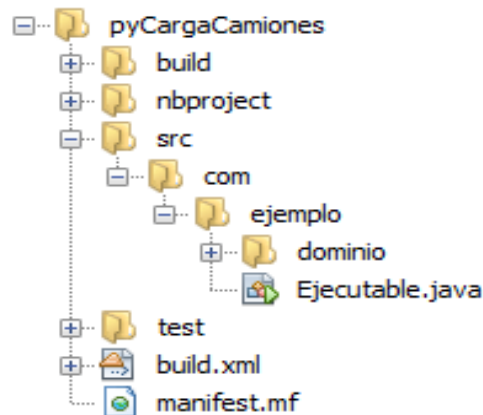 pyCargaCamiones
build
nbproject
src
com
ejemplo
dominio
Ejecutable.java
test
build.xml
manifest.mf